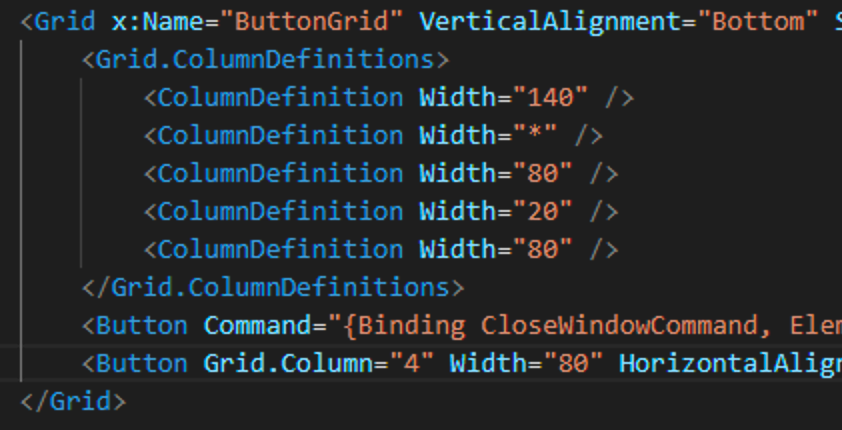 <Grid x:Name="ButtonGrid" VerticalAlignment="Bottom" S
<Grid.ColumnDefinitions>
<ColumnDefinition Width="140" />
<ColumnDefinition Width="*" />
<ColumnDefinition Width="80" />
<ColumnDefinition Width="20" />
<ColumnDefinition Width="80" />
</Grid.ColumnDefinitions>
<Button Command="{Binding CloseWindowCommand, Elem
<Button Grid.Column="4" Width="80" HorizontalAlign
</Grid>